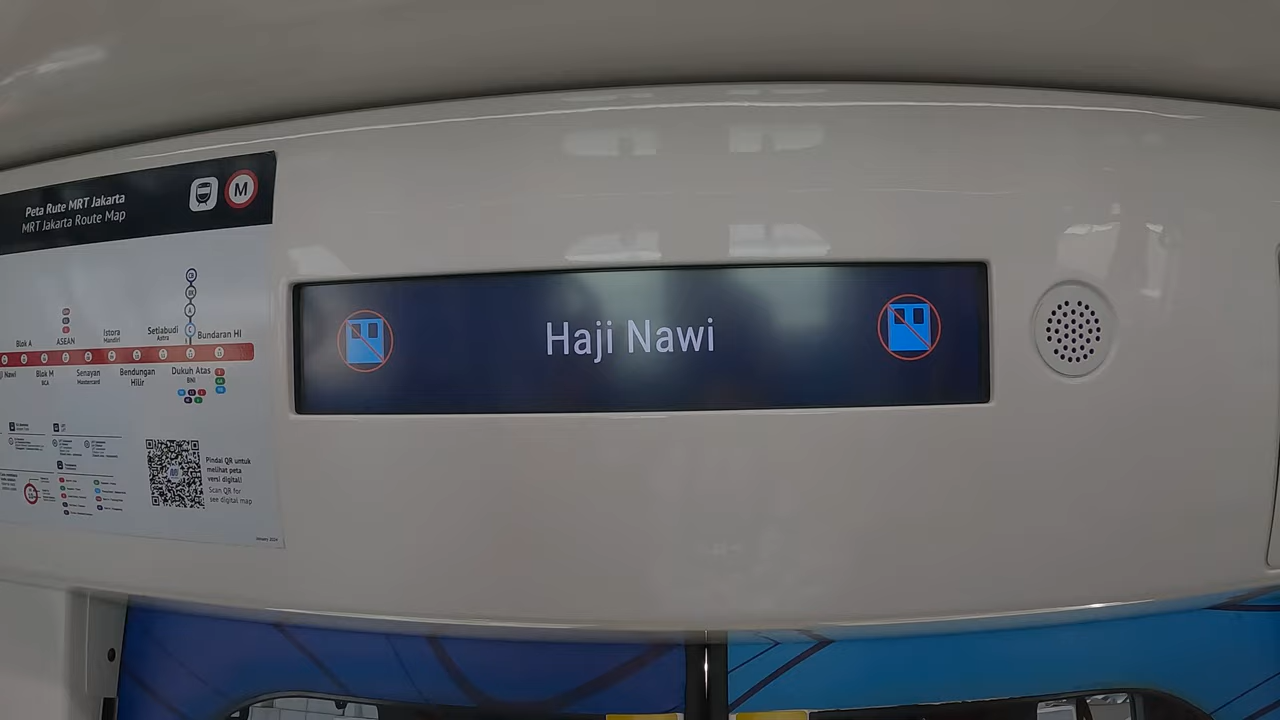 Peta Rute MRT Jakarta
MRT Jakarta Route Map
M
Blok A
ASEAN
Istora
Mandiri
Setiabudi
Astra
Bundaran HI
Blok M
BCA
Senayan
Mastercard
Bendungan
Hilir
Dukuh Atas
BNI
Pindai QR untuk
melihat peta
versi digital!
Scan QR for
see digital map
Haji Nawi